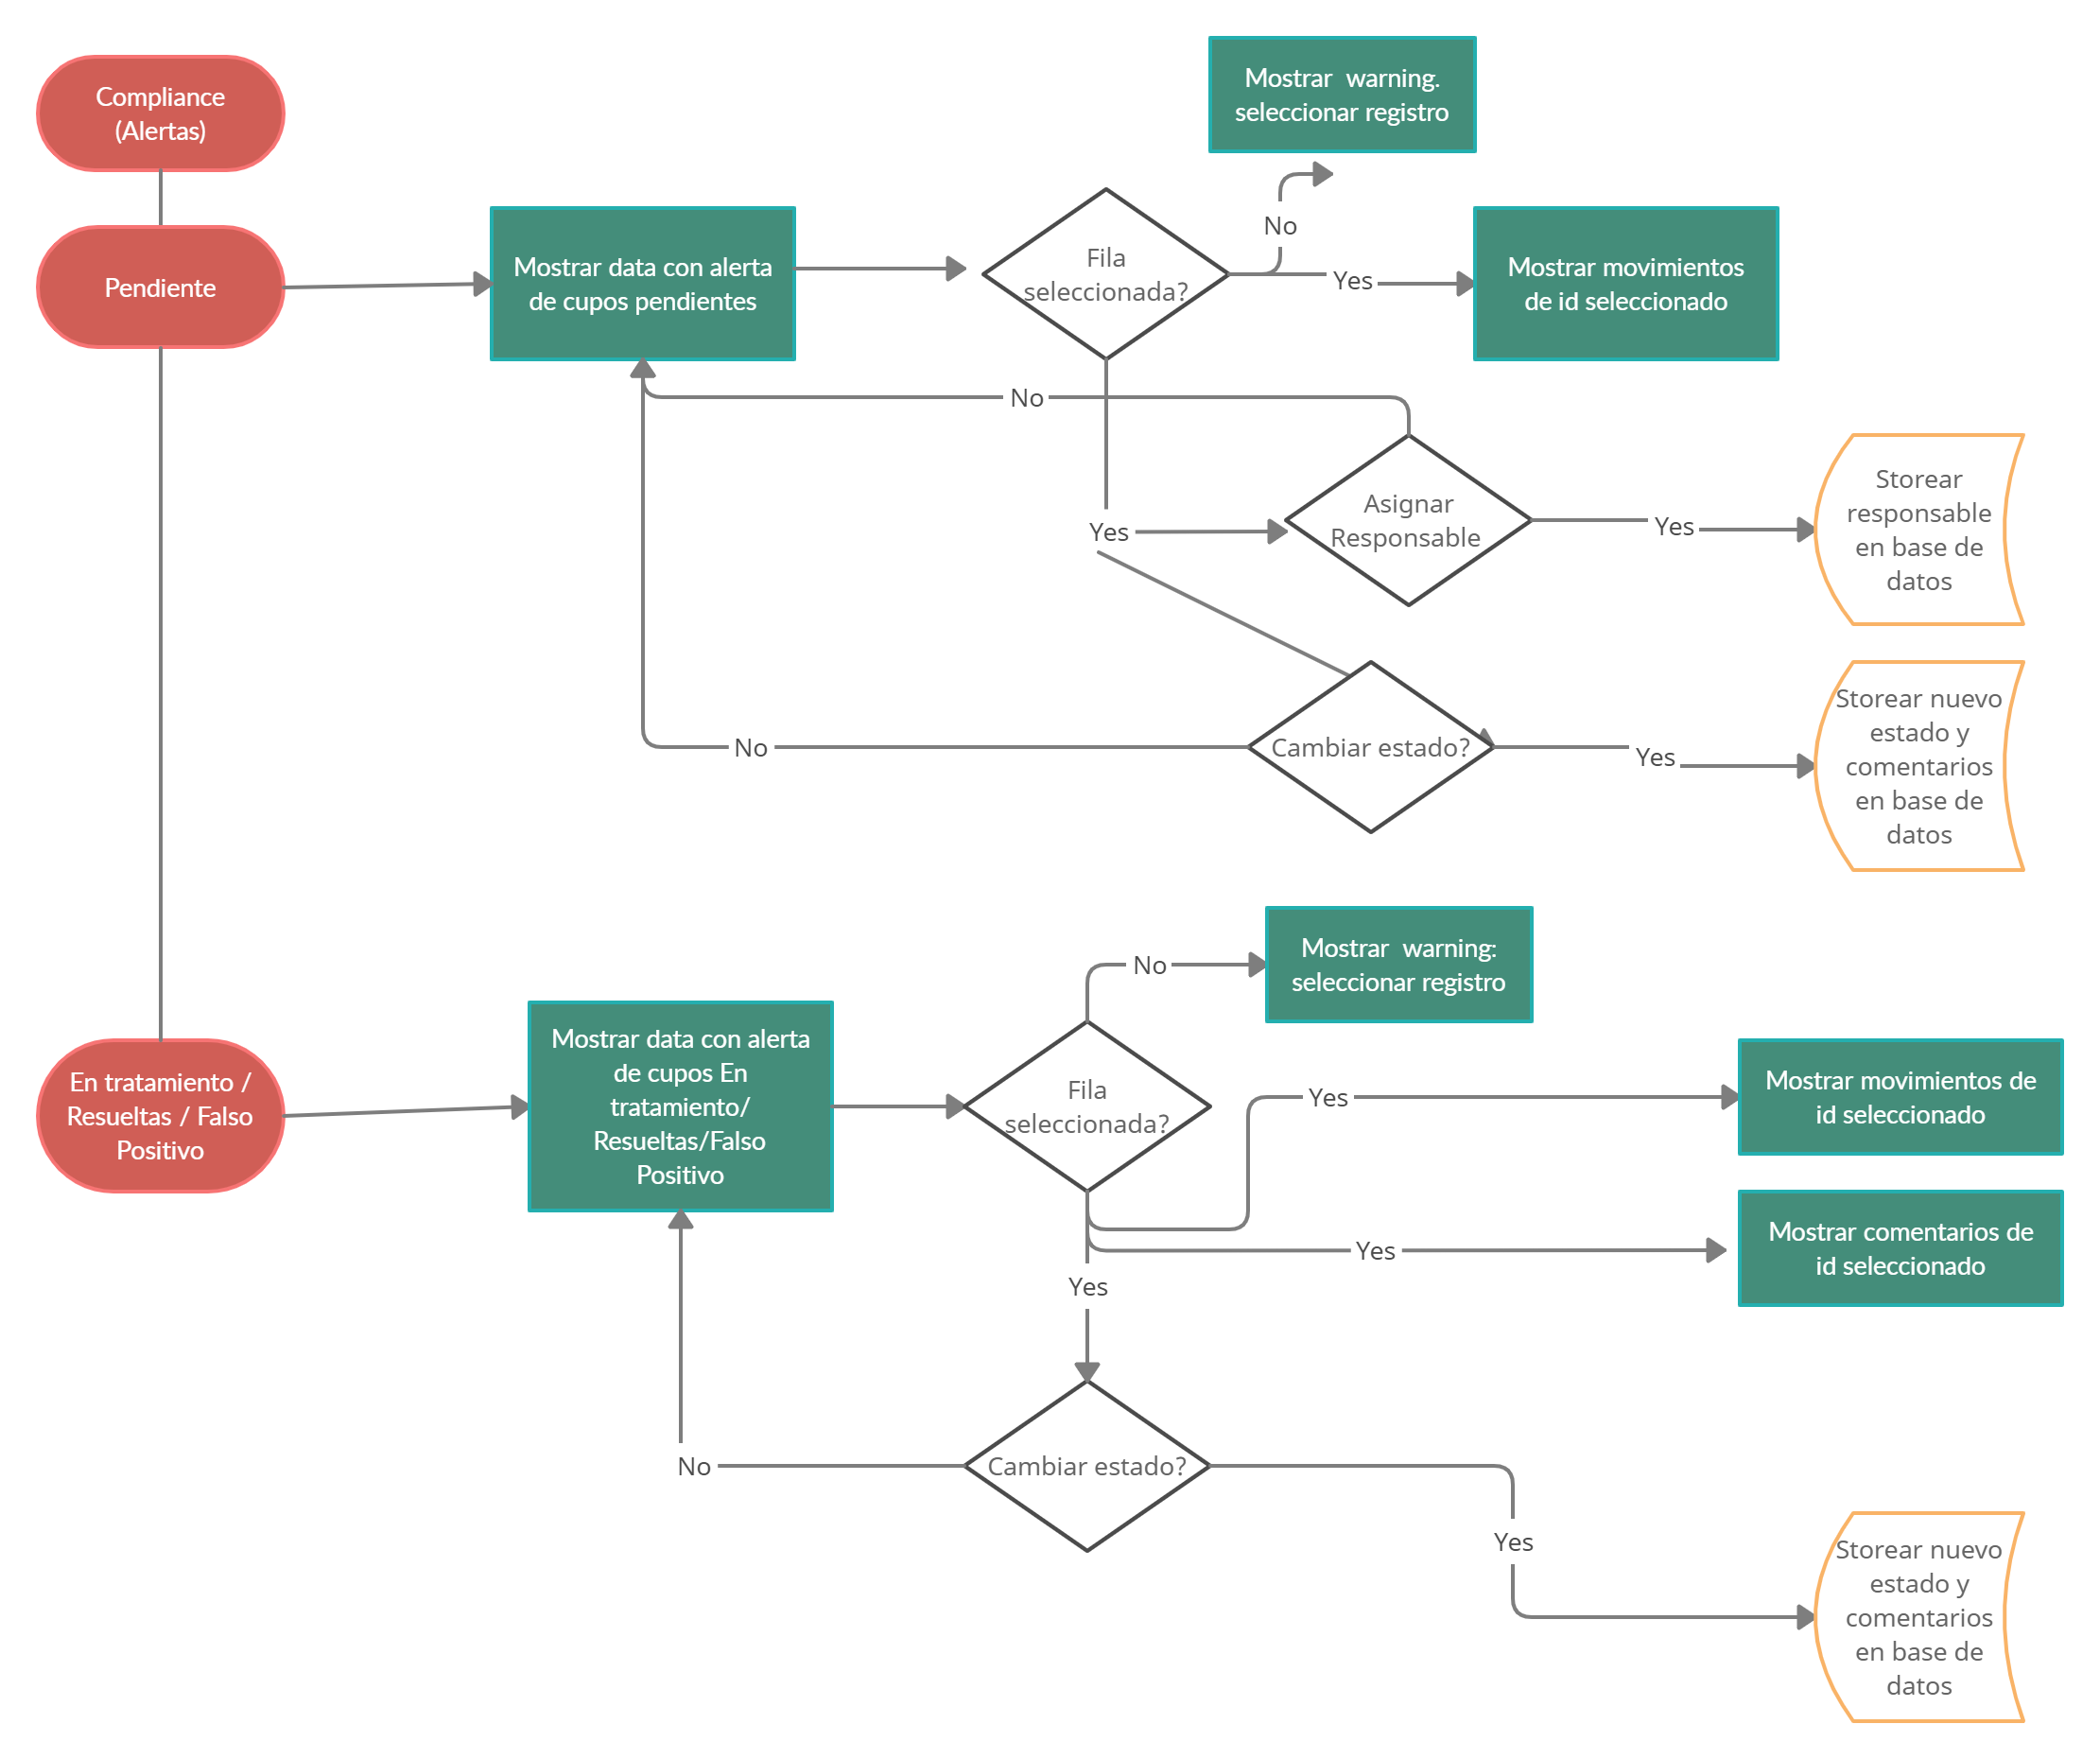 Compliance
(Alertas)
Pendiente
Mostrar data con alerta
de cupos pendientes
Fila
seleccionada?
No
Mostrar  warning.
seleccionar registro
Yes
Mostrar movimientos
de id seleccionado
No
Yes
Asignar
Responsable
Yes
Storear
responsable
en base de
datos
No
Cambiar estado?
Yes
Storear nuevo
estado y
comentarios
en base de
datos
En tratamiento /
Resueltas / Falso
Positivo
Mostrar data con alerta
de cupos En
tratamiento/
Resueltas/Falso
Positivo
Fila
seleccionada?
No
Mostrar  warning:
seleccionar registro
Yes
Mostrar movimientos de
id seleccionado
Yes
Mostrar comentarios de
id seleccionado
Yes
No
Cambiar estado?
Yes
Storear nuevo
estado y
comentarios
en base de
datos